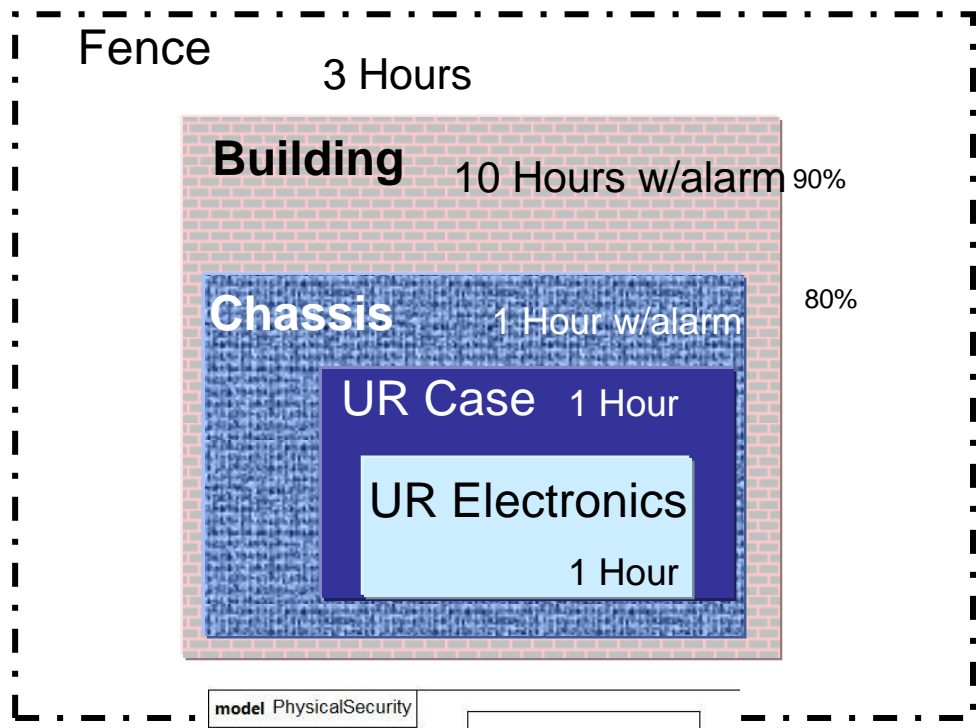 Fence
3 Hours
Building
10 Hours w/alarm 90%
80%
Chassis
1 Hour w/alarm
UR Case 1 Hour
UR Electronics
1 Hour
model PhysicalSecurity